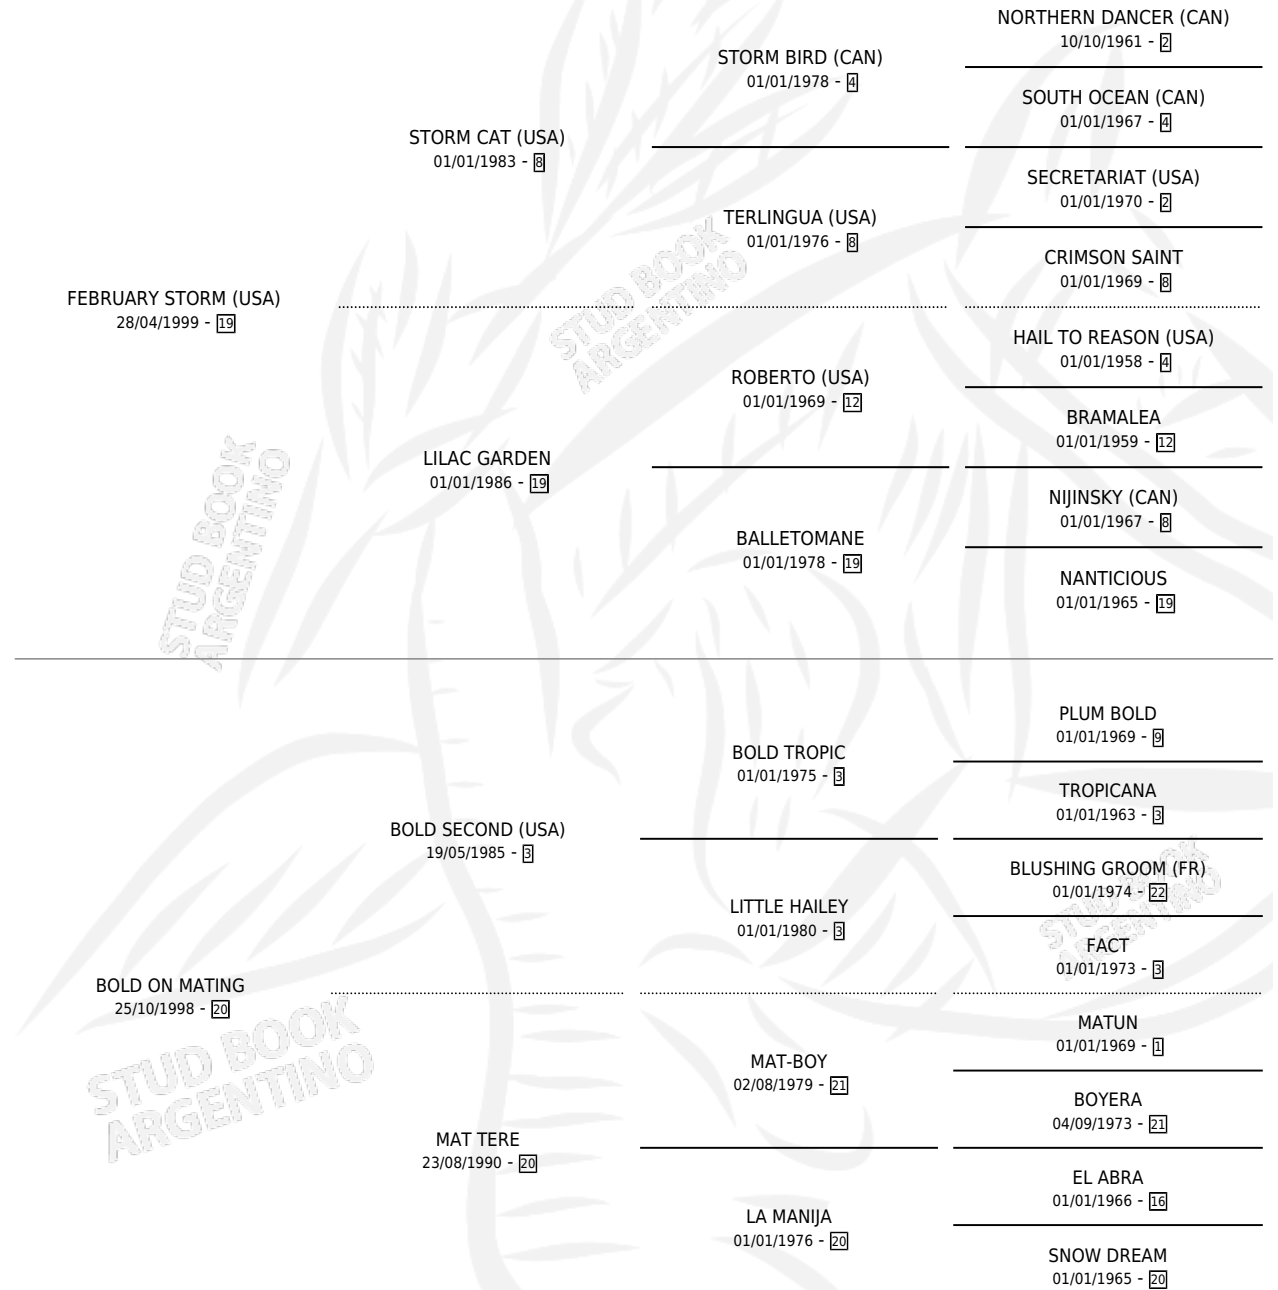 NORTHERN DANCER (CAN)
10/10/1961 - 2
STORM BIRD (CAN)
01/01/1978 - 4
SOUTH OCEAN (CAN)
01/01/1967 - 4
STORM CAT (USA)
01/01/1983 - 8
SECRETARIAT (USA)
01/01/1970 - 2
TERLINGUA (USA)
01/01/1976 - 8
CRIMSON SAINT
01/01/1969 - 8
FEBRUARY STORM (USA)
28/04/1999 - 19
HAIL TO REASON (USA)
01/01/1958 - 4
ROBERTO (USA)
01/01/1969 - 12
BRAMALEA
01/01/1959 - 12
LILAC GARDEN
01/01/1986 - 19
NIJINSKY (CAN)
01/01/1967 - 8
BALLETOMANE
01/01/1978 - 19
NANTICIOUS
01/01/1965 - 19
PLUM BOLD
01/01/1969 - 9
BOLD TROPIC
01/01/1975 - 3
TROPICANA
01/01/1963 - 3
BOLD SECOND (USA)
19/05/1985 - 3
BLUSHING GROOM (FR)
01/01/1974 - 22
LITTLE HAILEY
01/01/1980 - 3
FACT
01/01/1973 - 3
BOLD ON MATING
25/10/1998 - 20
MATUN
01/01/1969 - 1
MAT-BOY
02/08/1979 - 21
BOYERA
04/09/1973 - 21
MAT TERE
23/08/1990 - 20
EL ABRA
01/01/1966 - 16
LA MANIJA
01/01/1976 - 20
SNOW DREAM
01/01/1965 - 20
STUD BOOK
ARGENTINO
STUD BOOK
ARGENTINO
STUD BOOK
ARGENTINO
STUD BOOK
ARGENTINO